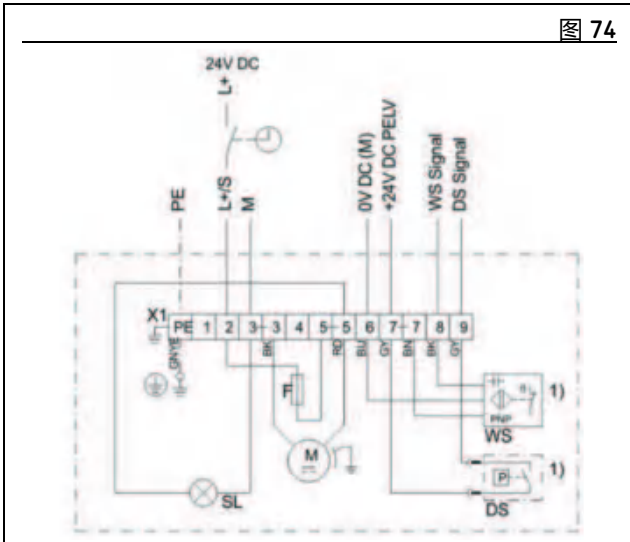 图 74
24V DC
L+
PE
L+/S
M
0V DC (M)
+24V DC PELV
WS Signal
DS Signal
X1 PE 1 2 3 3 4 5 5 6 7 7 8 9
GNYE BK RD BU GY BN BK GY
F
1)
PNP
WS
M
P
1)
DS
SL